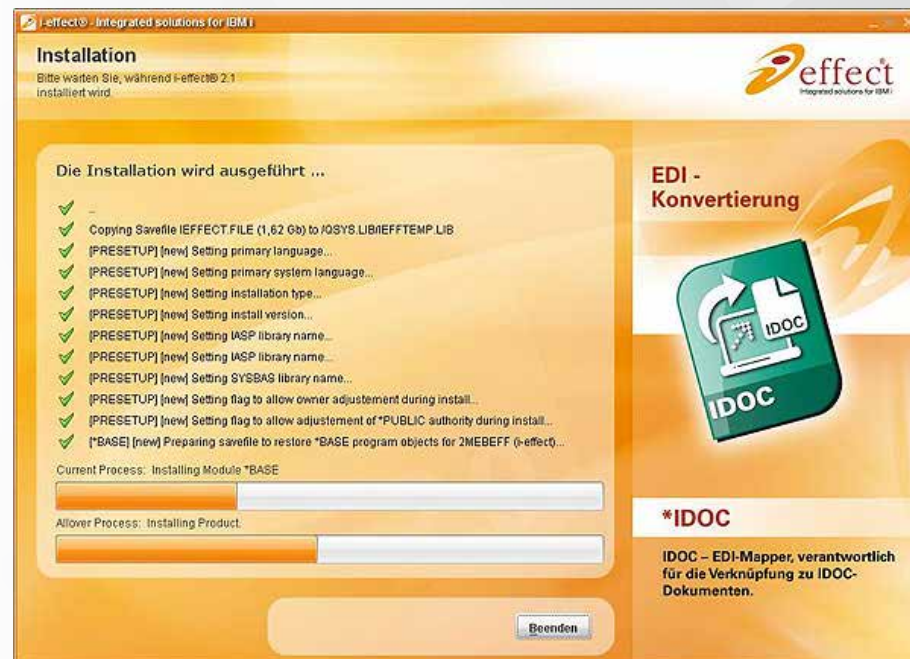 i-effect® - Integrated solutions for IBM i
Installation
Bitte warten Sie, während i-effect® 2.1
installiert wird.
effect
Integrated solutions for IBM i
Die Installation wird ausgeführt ...
..
Copying Savefile IEFFECT.FILE (1,62 Gb) to /QSYS.LIB/IEFFTEMP.LIB
[PRESETUP] [new] Setting primary language...
[PRESETUP] [new] Setting primary system language...
[PRESETUP] [new] Setting installation type...
[PRESETUP] [new] Setting install version...
[PRESETUP] [new] Setting IASP library name...
[PRESETUP] [new] Setting IASP library name...
[PRESETUP] [new] Setting SYSBAS library name...
[PRESETUP] [new] Setting flag to allow owner adjustement during install...
[PRESETUP] [new] Setting flag to allow adjustement of *PUBLIC authority during install...
[*BASE] [new] Preparing savefile to restore *BASE program objects for 2MEBEFF (i-effect)...
Current Process: Installing Module *BASE
Allover Process: Installing Product.
Beenden
EDI -
Konvertierung
IDOC
IDOC
*IDOC
IDOC – EDI-Mapper, verantwortlich
für die Verknüpfung zu IDOC-
Dokumenten.